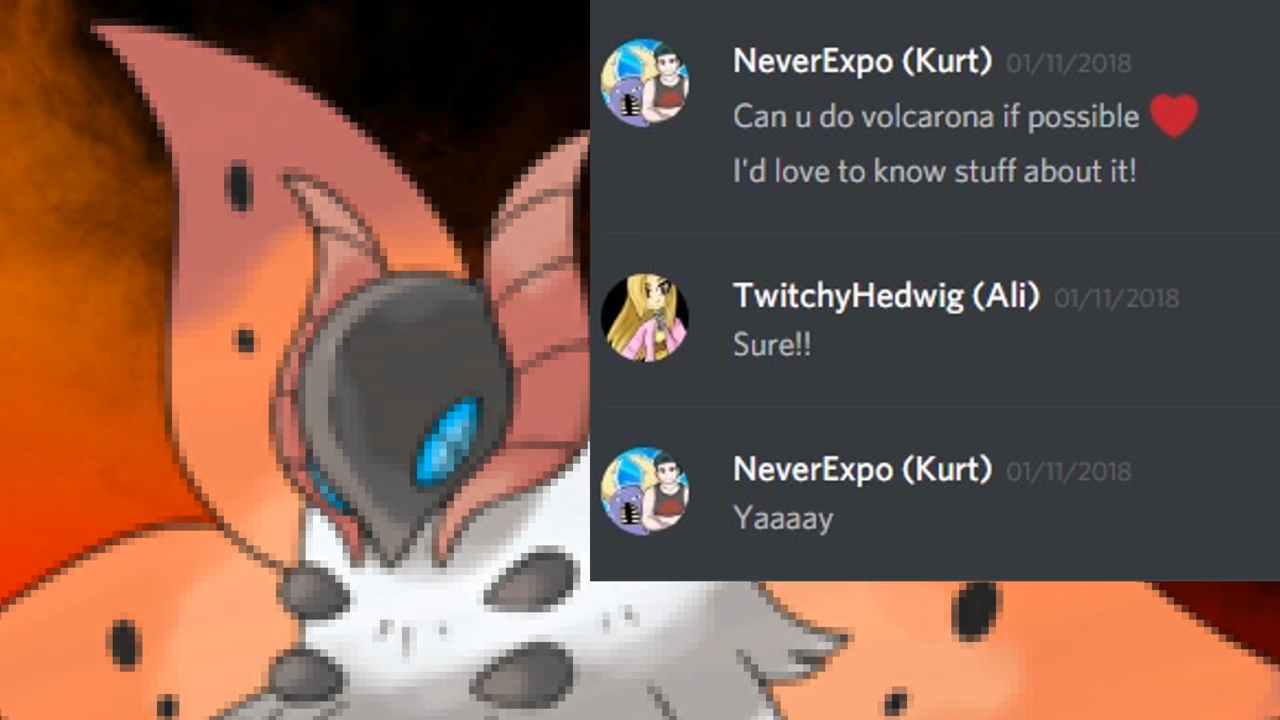 NeverExpo (Kurt) 01/11/2018
Can u do volcarona if possible ❤
I'd love to know stuff about it!
TwitchyHedwig (Ali) 01/11/2018
Sure!!
NeverExpo (Kurt) 01/11/2018
Yaaaay